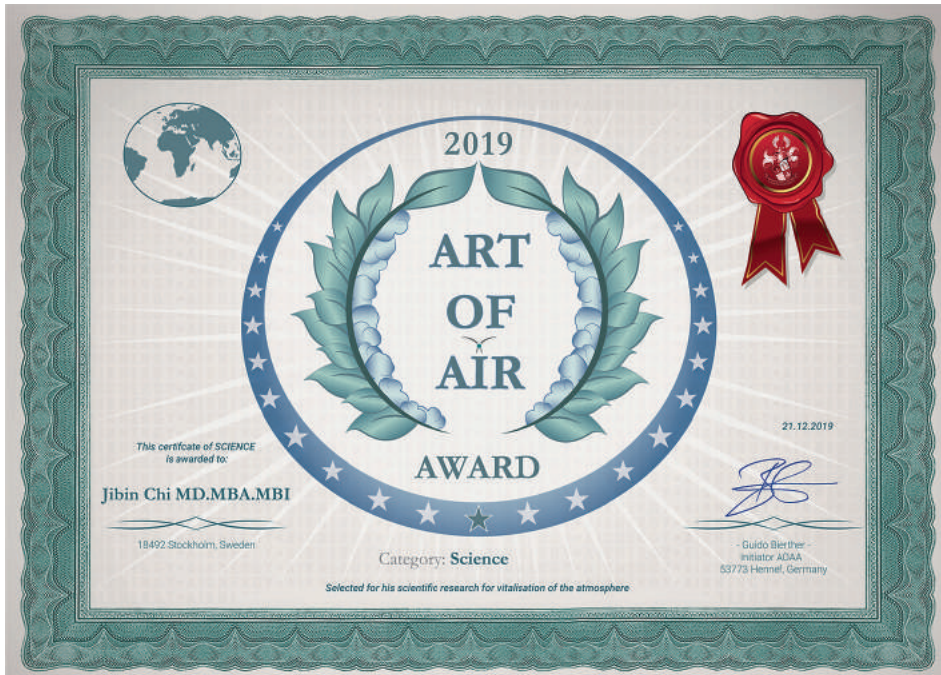 2019
ART
OF
AIR
AWARD
21.12.2019
This certifcate of SCIENCE
is awarded to:
Jibin Chi MD.MBA.MBI
18492 Stockholm, Sweden
- Guido Bierther -
Initiator AOAA
53773 Hennef, Germany
Category: Science
Selected for his scientific research for vitalisation of the atmosphere